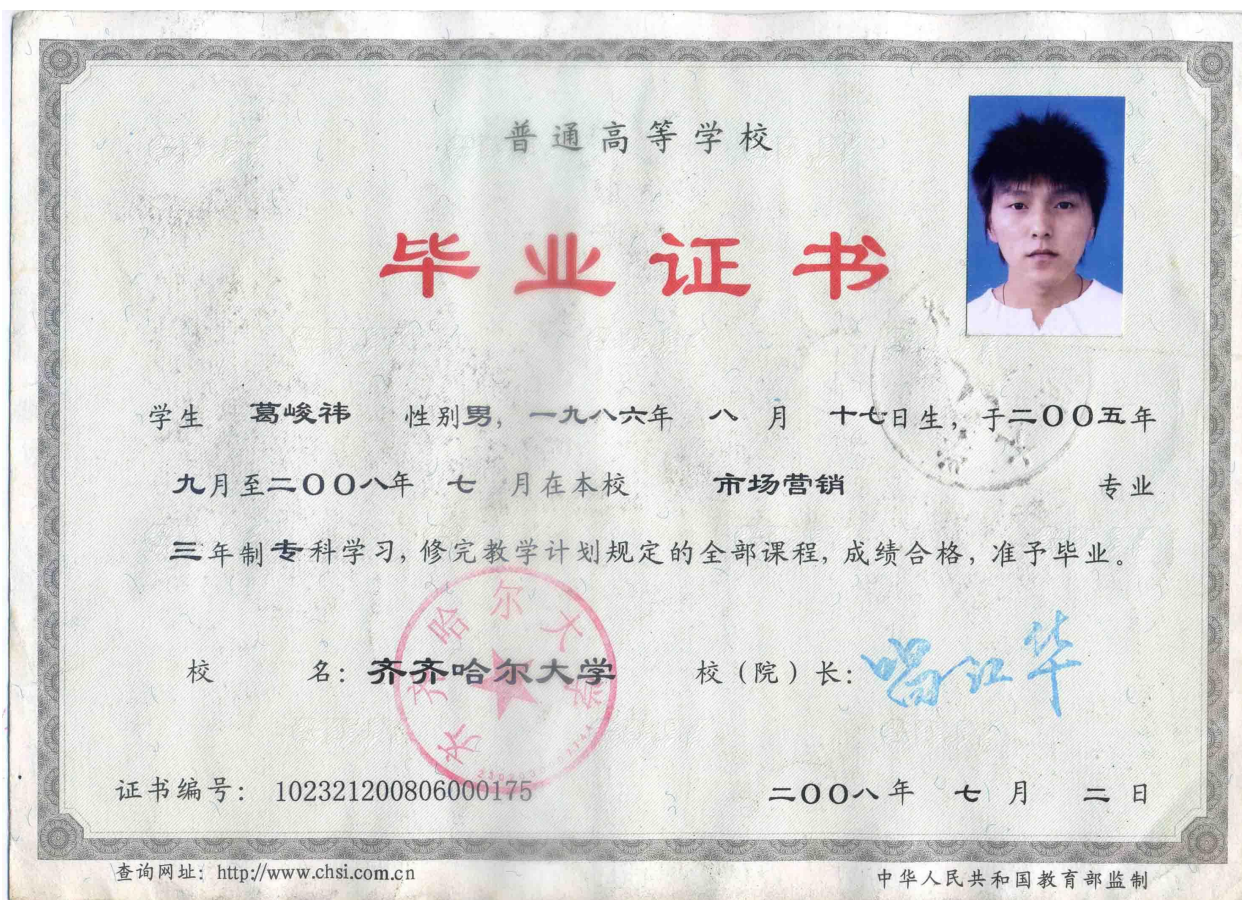 普通高等学校
毕业证书
学生 葛峻祎 性别男, 一九八六年 八 月 十七日生, 于二〇〇五年
九月至二〇〇八年 七 月在本校 市场营销 专业
三年制专科学习, 修完教学计划规定的全部课程, 成绩合格, 准予毕业。
校 名: 齐齐哈尔大学 校(院)长:
齐齐哈尔大学
证书编号: 102321200806000175 二〇〇八年 七 月 二 日
查询网址: http://www.chsi.com.cn 中华人民共和国教育部监制